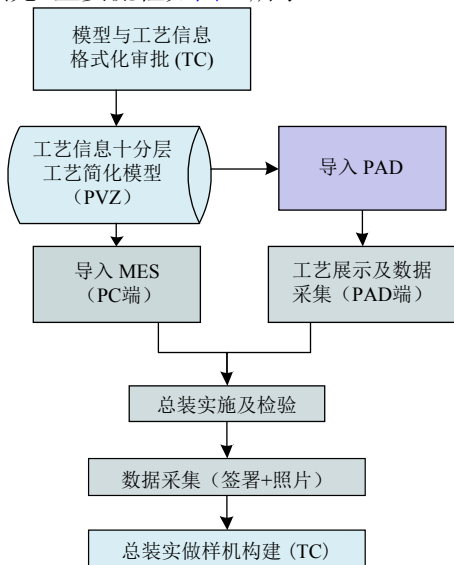 模型与工艺信息
格式化审批 (TC)
工艺信息十分层
工艺简化模型
（PVZ）
导入 PAD
导入 MES
（PC端）
工艺展示及数据
采集（PAD端）
总装实施及检验
数据采集（签署+照片）
总装实做样机构建 (TC)